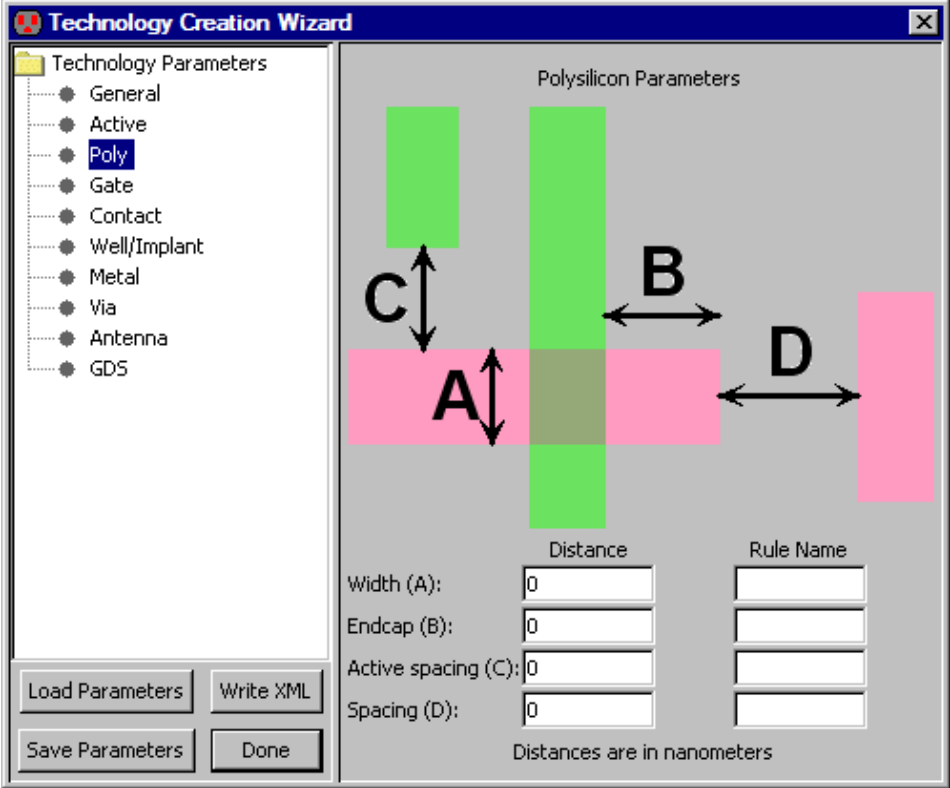 Technology Creation Wizard
Technology Parameters
General
Active
Poly
Gate
Contact
Well/Implant
Metal
Via
Antenna
GDS
Load Parameters
Write XML
Save Parameters
Done
Polysilicon Parameters
C
B
A
D
Distance Rule Name
Width (A): 0
Endcap (B): 0
Active spacing (C): 0
Spacing (D): 0
Distances are in nanometers